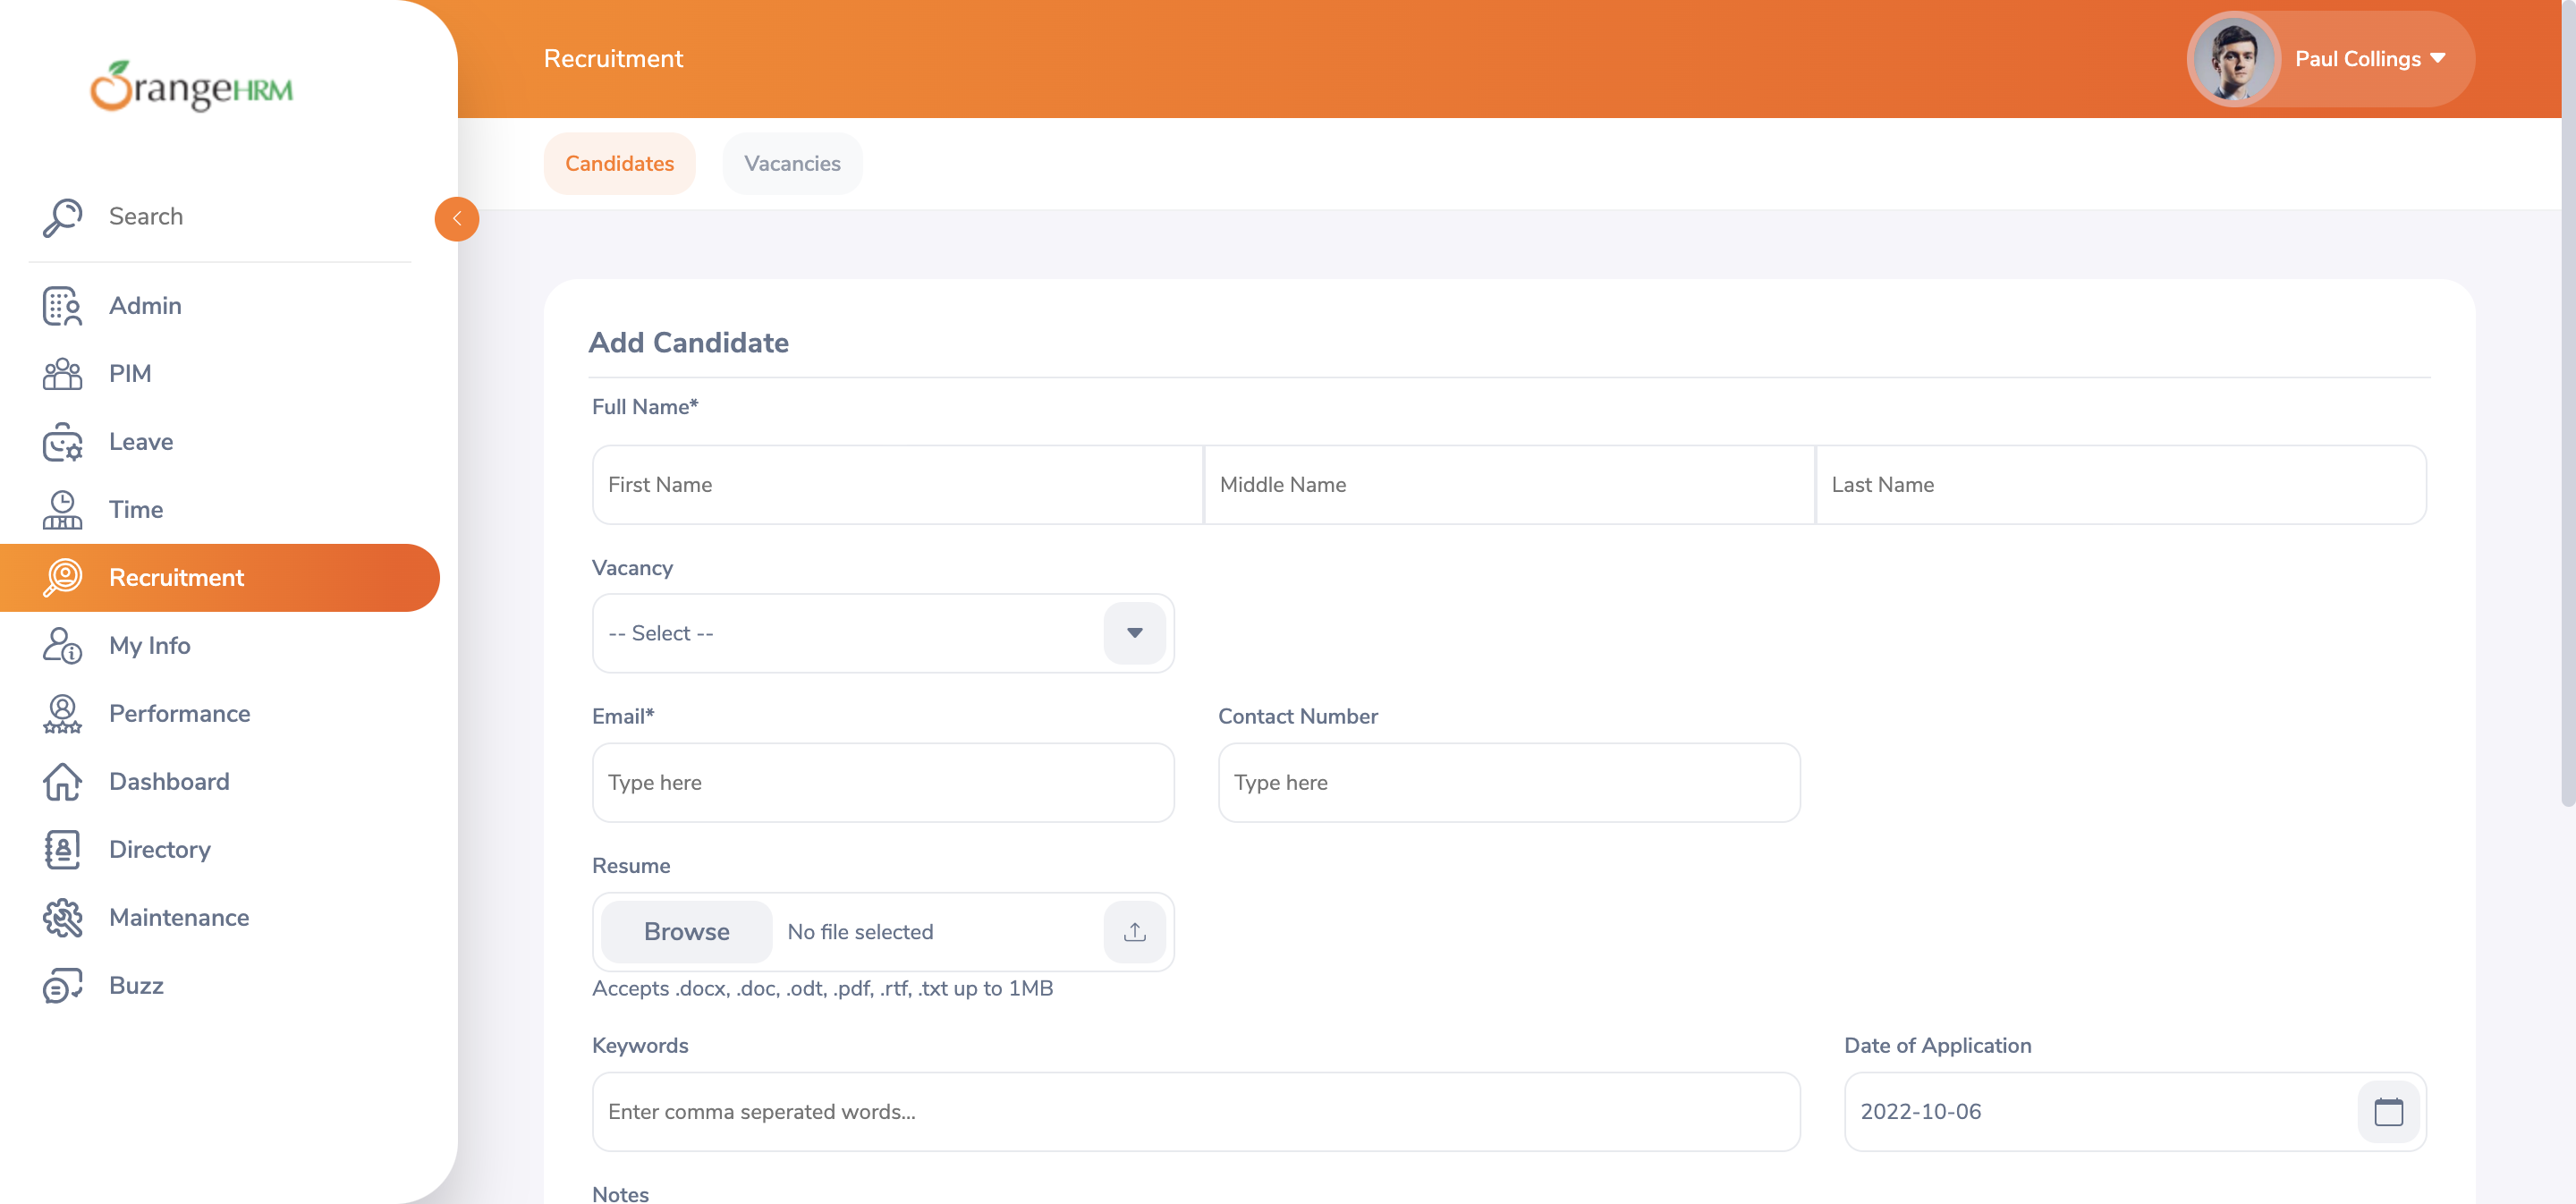 OrangeHRM
Search
Admin
PIM
Leave
Time
Recruitment
My Info
Performance
Dashboard
Directory
Maintenance
Buzz
Recruitment
Paul Collings
Candidates Vacancies
Add Candidate
Full Name*
First Name Middle Name Last Name
Vacancy
-- Select --
Email* Contact Number
Type here Type here
Resume
Browse No file selected
Accepts .docx, .doc, .odt, .pdf, .rtf, .txt up to 1MB
Keywords Date of Application
Enter comma seperated words... 2022-10-06
Notes